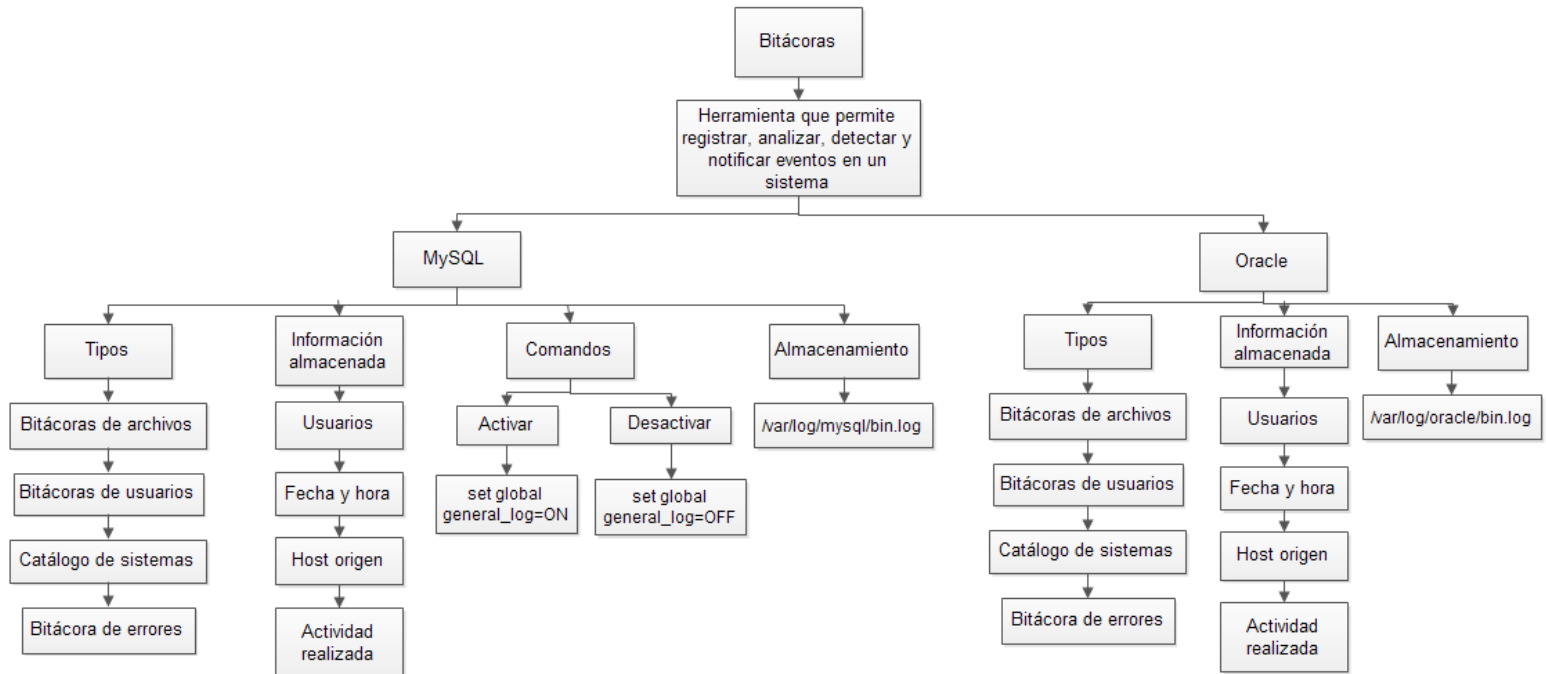 Bitácoras
Herramienta que permite
registrar, analizar, detectar y
notificar eventos en un
sistema
MySQL
Oracle
Tipos
Información
almacenada
Comandos
Almacenamiento
Bitácoras de archivos
Usuarios
Activar
Desactivar
/var/log/mysql/bin.log
Bitácoras de usuarios
Fecha y hora
set global
general_log=ON
set global
general_log=OFF
Catálogo de sistemas
Host origen
Bitácora de errores
Actividad
realizada
Tipos
Información
almacenada
Almacenamiento
Bitácoras de archivos
Usuarios
/var/log/oracle/bin.log
Bitácoras de usuarios
Fecha y hora
Catálogo de sistemas
Host origen
Bitácora de errores
Actividad
realizada